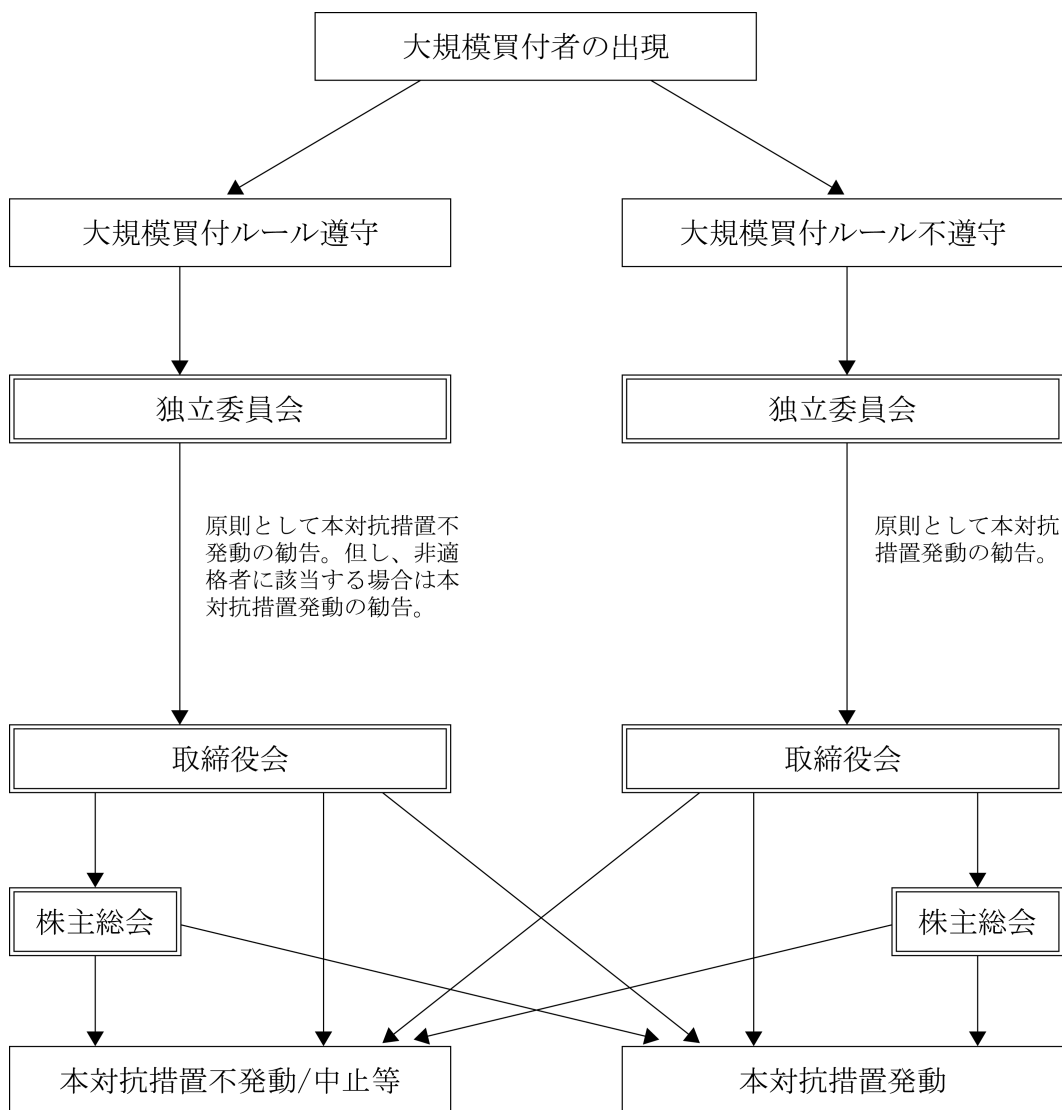 大規模買付者の出現
大規模買付ルール遵守
大規模買付ルール不遵守
独立委員会
独立委員会
原則として本対抗措置不
発動の勧告。但し、非適
格者に該当する場合は本
対抗措置発動の勧告。
原則として本対抗
措置発動の勧告。
取締役会
取締役会
株主総会
株主総会
本対抗措置不発動/中止等
本対抗措置発動